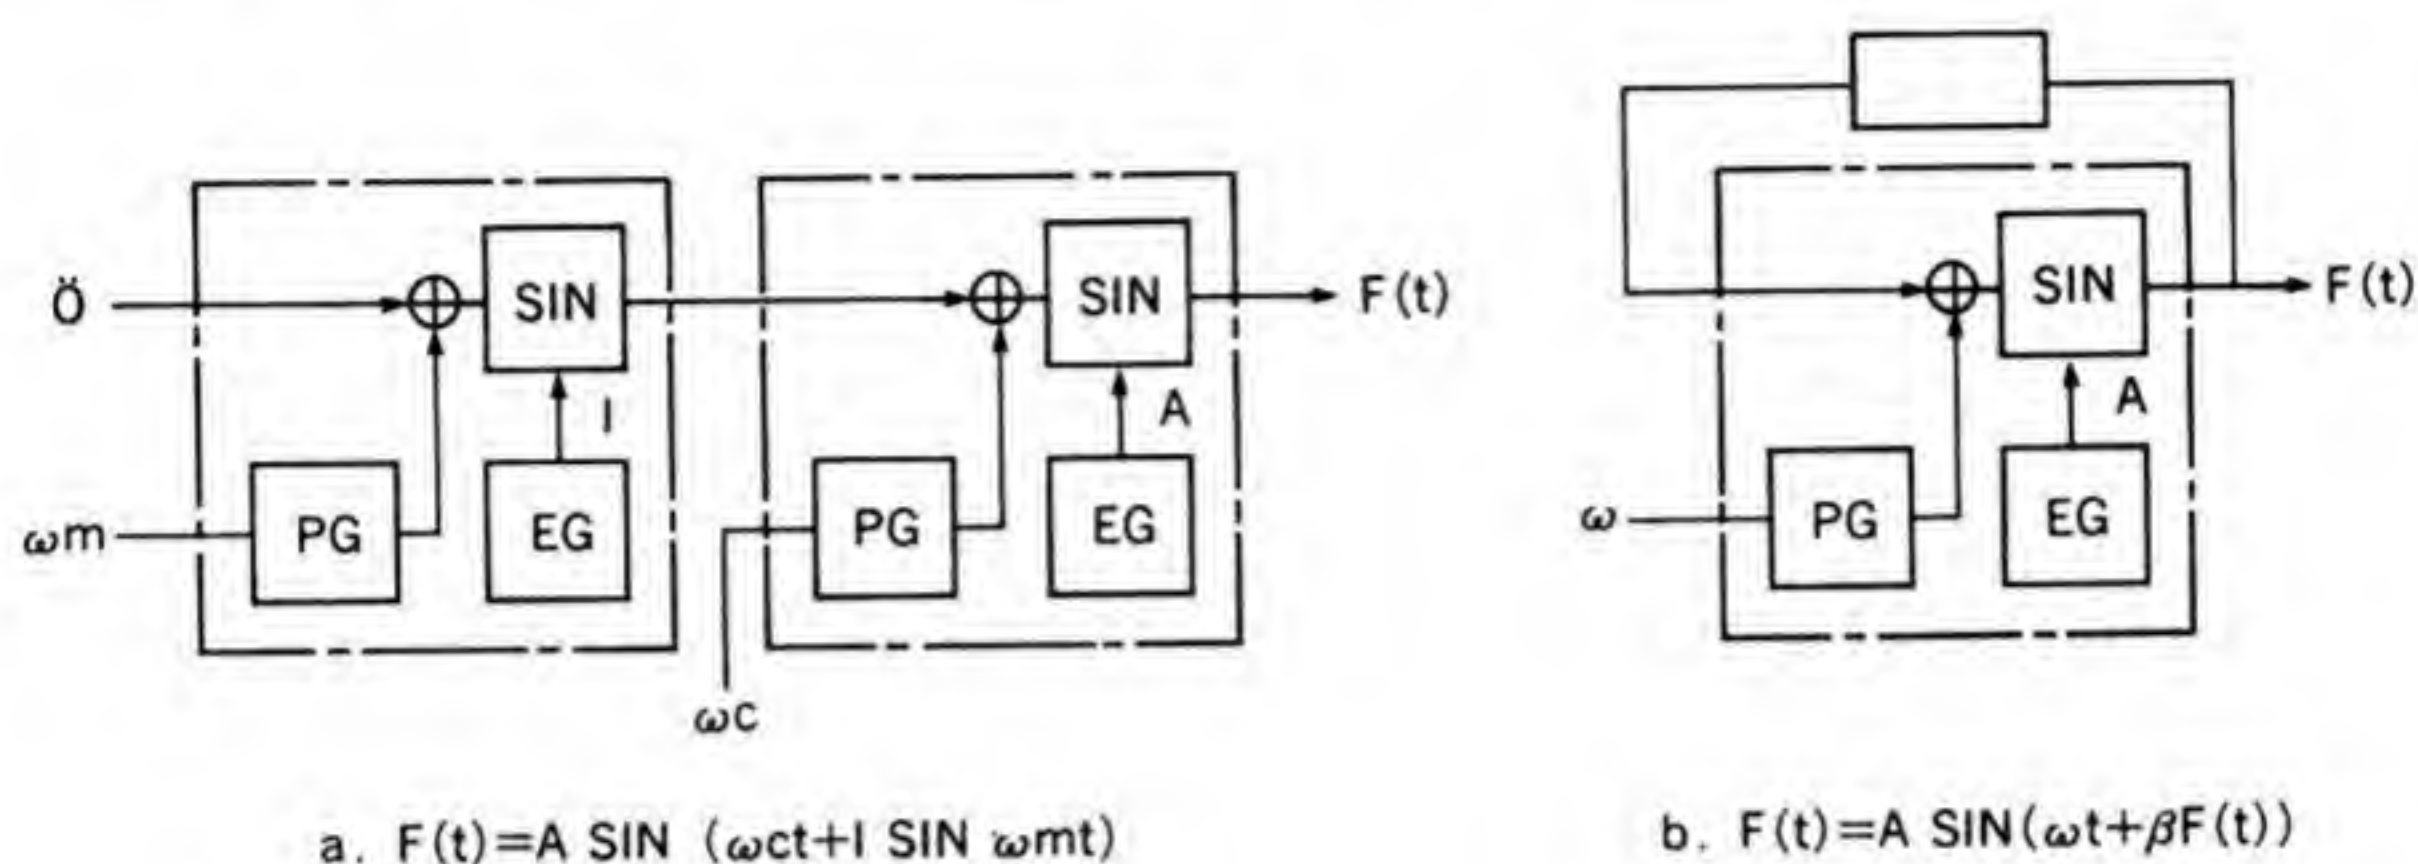 Ö
SIN
I
ωm
PG
EG
SIN
F(t)
A
PG
EG
ωc
a. F(t)=A SIN (ωct+I SIN ωmt)
SIN
F(t)
A
ω
PG
EG
b. F(t)=A SIN(ωt+βF(t))